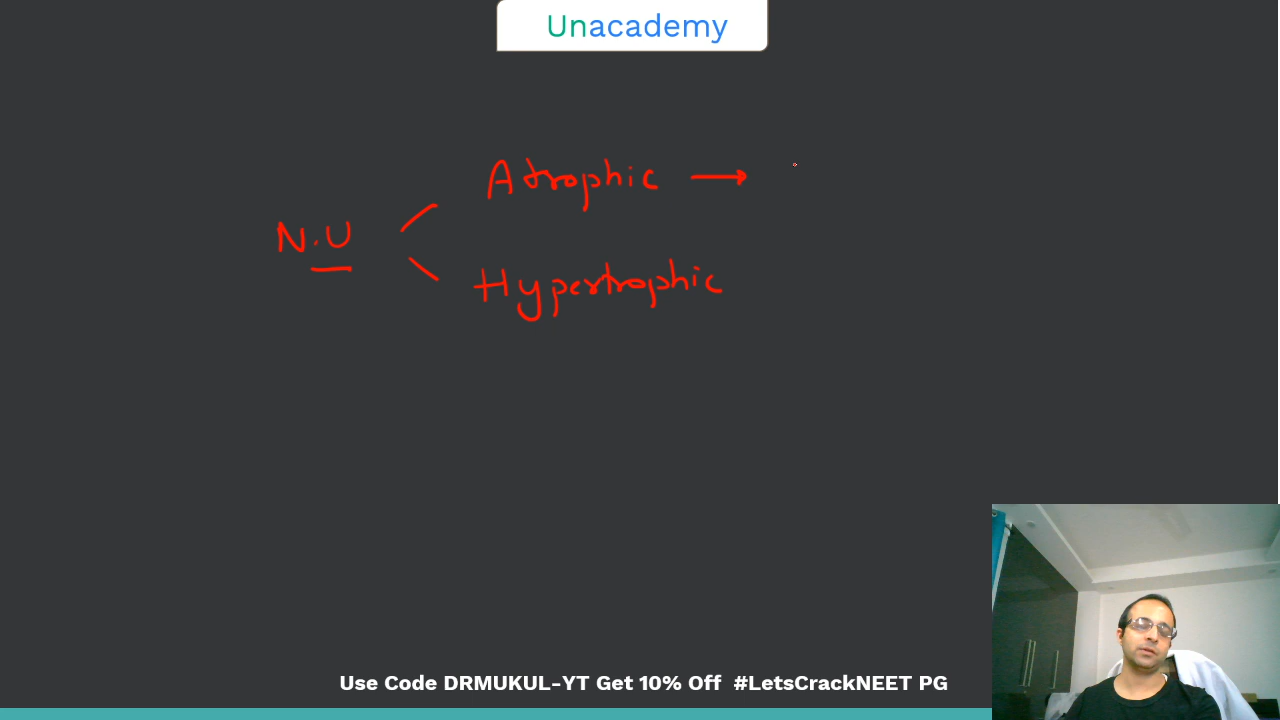 Unacademy
Atrophic →
N.U
Hypertrophic
Use Code DRMUKUL-YT Get 10% Off #LetsCrackNEET PG